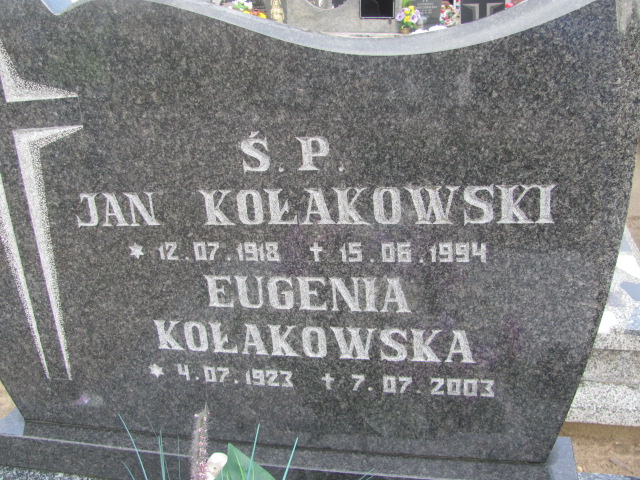 Ś.P.
JAN KOŁAKOWSKI
* 12.07.1918 † 15.06.1994
EUGENIA
KOŁAKOWSKA
* 4.07.1923 † 7.07.2003